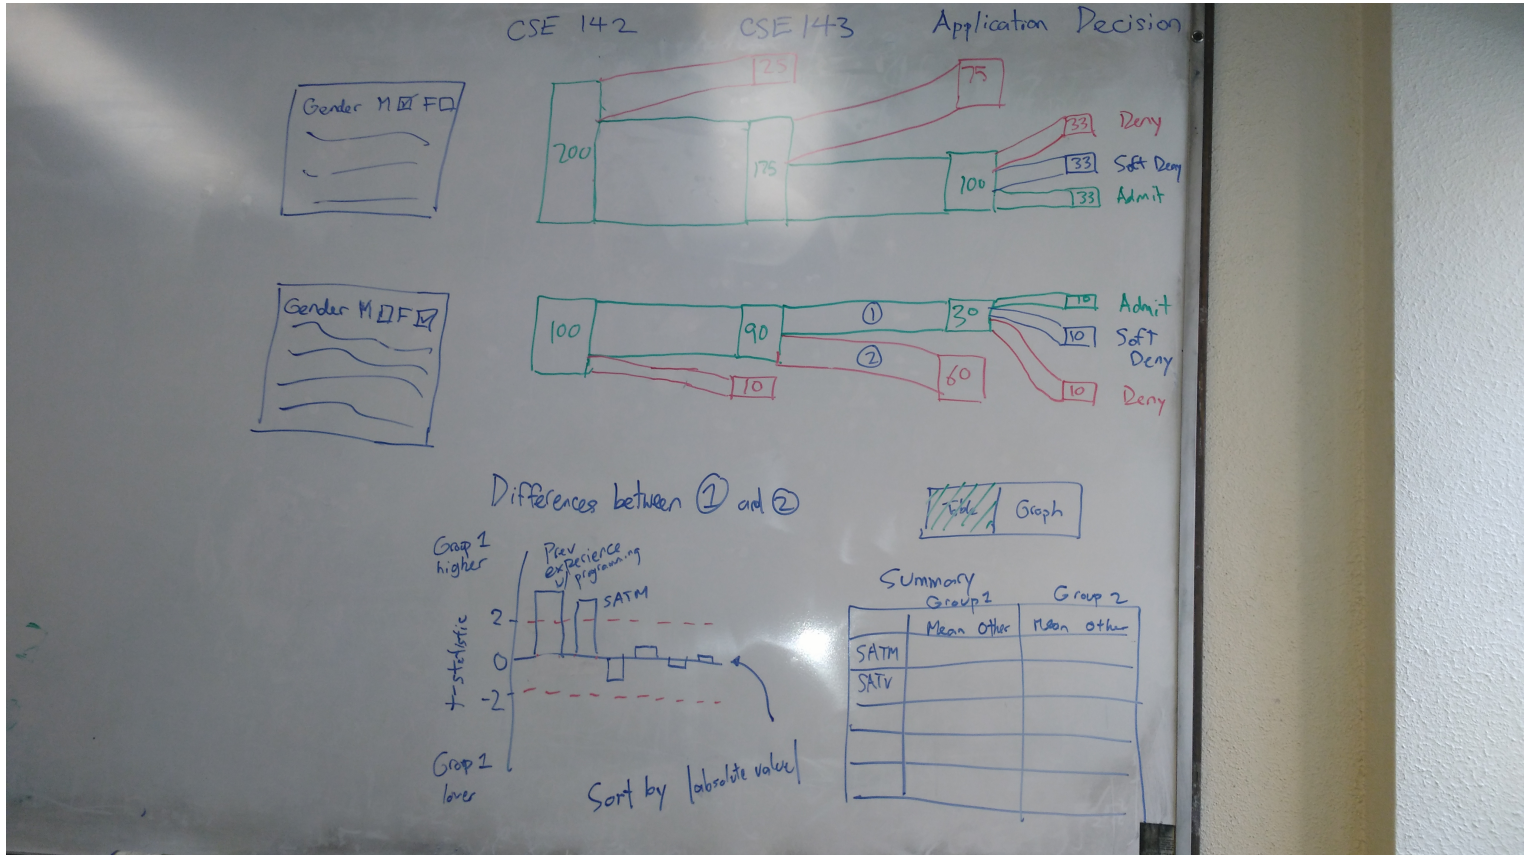 CSE 142 CSE 143 Application Decision
Gender M F
200
25
175
75
100
33 Deny
33 Soft Deny
33 Admit
Gender M F
100
10
90
1
2
30
60
10 Admit
10 Soft
Deny
10
Deny
Differences between 1 and 2
Table Graph
Group 1
higher
Prev
experience
w/ programming
SATM
2
0
-2
t-statistic
Group 1
lower
Sort by |absolute value|
Summary
Group 1 Group 2
Mean Other Mean Other
SATM
SATV